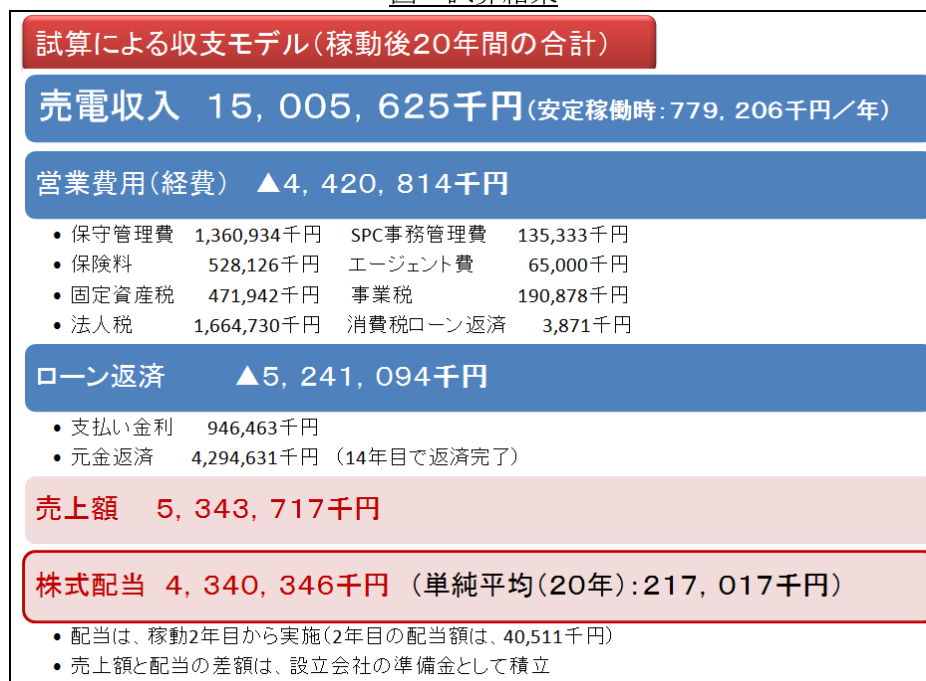 試算による収支モデル（稼動後20年間の合計）
売電収入 15，005，625千円（安定稼働時：779，206千円／年）
営業費用（経費） ▲4，420，814千円
• 保守管理費 1,360,934千円 SPC事務管理費 135,333千円
• 保険料 528,126千円 エージェント費 65,000千円
• 固定資産税 471,942千円 事業税 190,878千円
• 法人税 1,664,730千円 消費税ローン返済 3,871千円
ローン返済 ▲5，241，094千円
• 支払い金利 946,463千円
• 元金返済 4,294,631千円 （14年目で返済完了）
売上額 5，343，717千円
株式配当 4，340，346千円 （単純平均（20年）：217，017千円）
• 配当は、稼動2年目から実施（2年目の配当額は、40,511千円）
• 売上額と配当の差額は、設立会社の準備金として積立